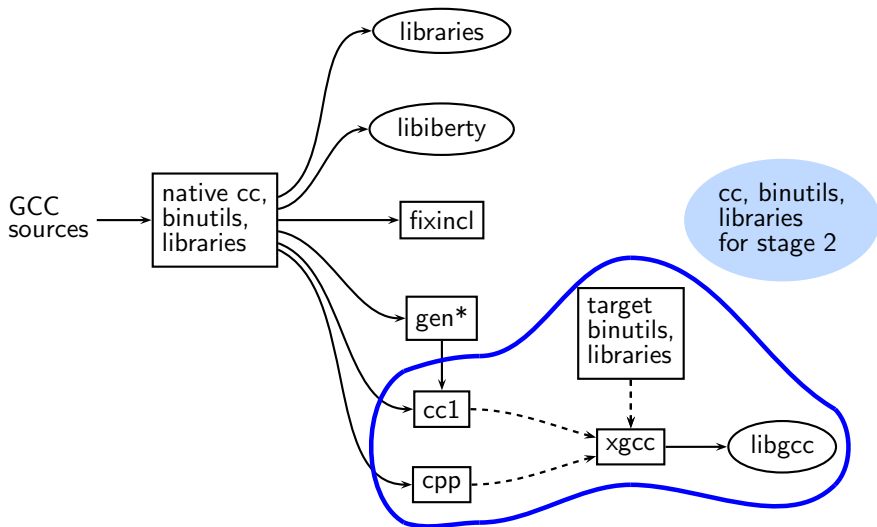 libraries
libiberty
GCC
sources
native cc,
binutils,
libraries
fixincl
cc, binutils,
libraries
for stage 2
gen*
target
binutils,
libraries
cc1
xgcc
libgcc
cpp